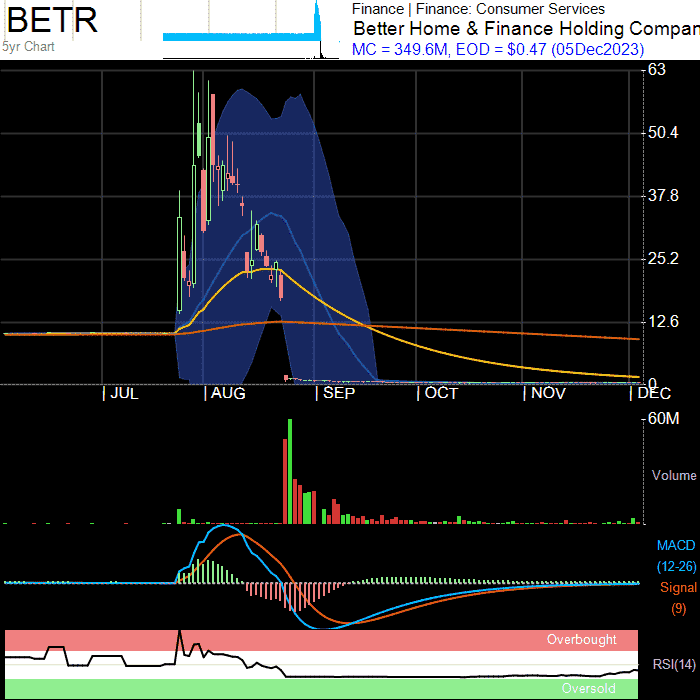 BETR
5yr Chart
Finance | Finance: Consumer Services
Better Home & Finance Holding Compan
MC = 349.6M, EOD = $0.47 (05Dec2023)
63
50.4
37.8
25.2
12.6
0
JUL AUG SEP OCT NOV DEC
60M
Volume
MACD
(12-26)
Signal
(9)
Overbought
RSI(14)
Oversold